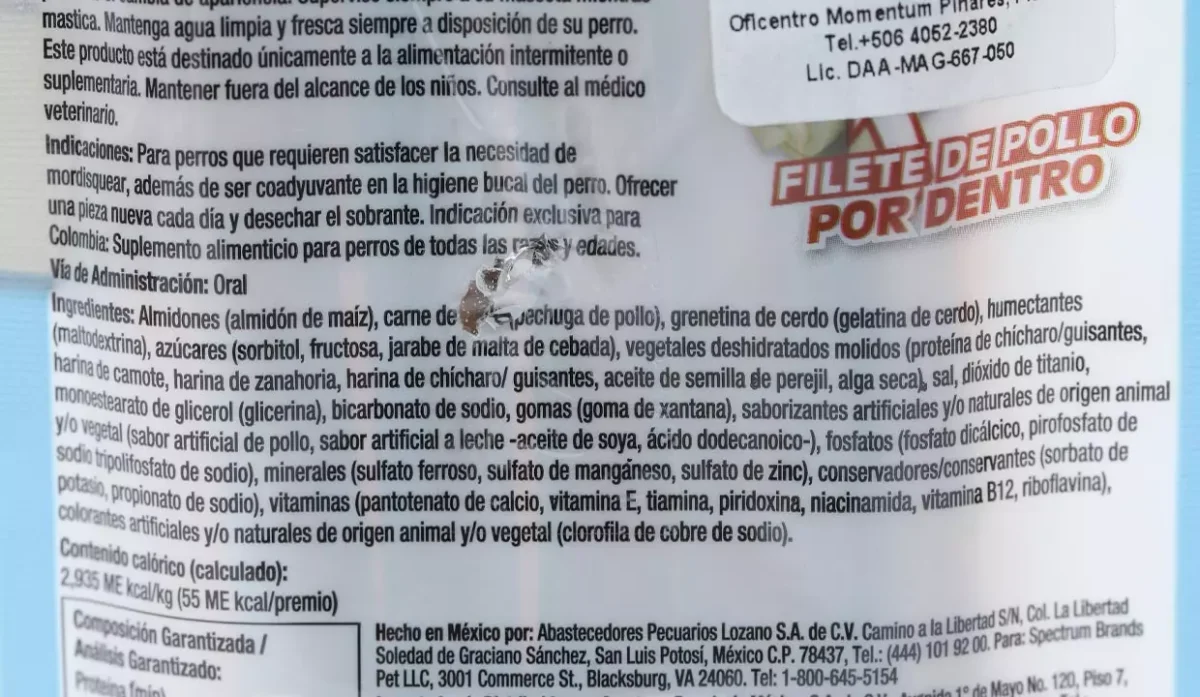 mastica. Mantenga agua limpia y fresca siempre a disposición de su perro.
Este producto está destinado únicamente a la alimentación intermitente o
suplementaria. Mantener fuera del alcance de los niños. Consulte al médico
veterinario.
Indicaciones: Para perros que requieren satisfacer la necesidad de
mordisquear, además de ser coadyuvante en la higiene bucal del perro. Ofrecer
una pieza nueva cada día y desechar el sobrante. Indicación exclusiva para
Colombia: Suplemento alimenticio para perros de todas las razas y edades.
Vía de Administración: Oral
Ingredientes: Almidones (almidón de maíz), carne de pechuga de pollo), grenetina de cerdo (gelatina de cerdo), humectantes
(maltodextrina), azúcares (sorbitol, fructosa, jarabe de malta de cebada), vegetales deshidratados molidos (proteína de chícharo/guisantes,
harina de camote, harina de zanahoria, harina de chícharo/ guisantes, aceite de semilla de perejil, alga seca), sal, dióxido de titanio,
monoestearato de glicerol (glicerina), bicarbonato de sodio, gomas (goma de xantana), saborizantes artificiales y/o naturales de origen animal
y/o vegetal (sabor artificial de pollo, sabor artificial a leche -aceite de soya, ácido dodecanoico-), fosfatos (fosfato dicálcico, pirofosfato de
sodio tripolifosfato de sodio), minerales (sulfato ferroso, sulfato de manganeso, sulfato de zinc), conservadores/conservantes (sorbato de
potasio, propionato de sodio), vitaminas (pantotenato de calcio, vitamina E, tiamina, piridoxina, niacinamida, vitamina B12, riboflavina),
colorantes artificiales y/o naturales de origen animal y/o vegetal (clorofila de cobre de sodio).
Contenido calórico (calculado):
2,935 ME kcal/kg (55 ME kcal/premio)
Composición Garantizada /
Análisis Garantizado:
Proteína (min)
Hecho en México por: Abastecedores Pecuarios Lozano S.A. de C.V. Camino a la Libertad S/N, Col. La Libertad
Soledad de Graciano Sánchez, San Luis Potosí, México C.P. 78437, Tel.: (444) 101 92 00. Para: Spectrum Brands
Pet LLC, 3001 Commerce St., Blacksburg, VA 24060. Tel: 1-800-645-5154
1º de Mayo No. 120, Piso 7,
Oficentro Momentum Pinares,
Tel.+506 4052-2380
Lic. DAA-MAG-667-050
FILETE DE POLLO
POR DENTRO